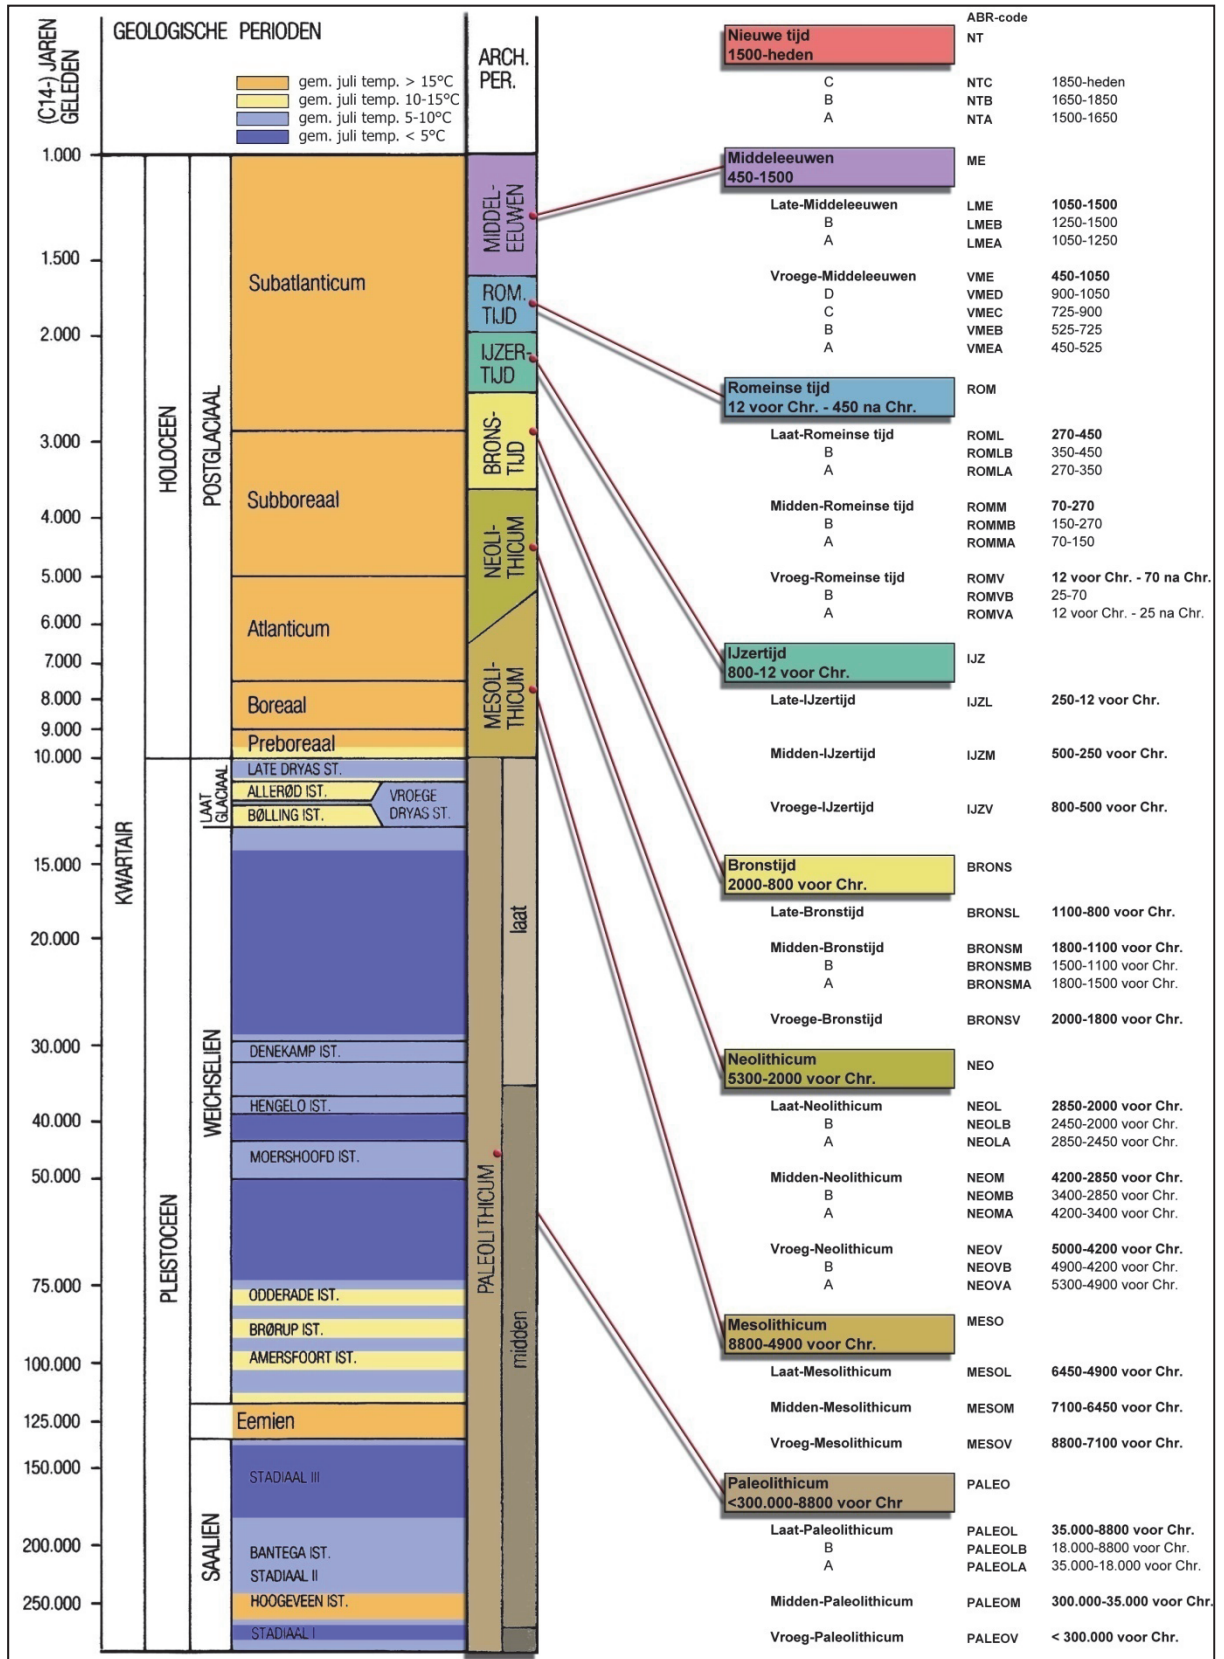 (C14-) JAREN
GELEDEN
GEOLOGISCHE PERIODEN
gem. juli temp. > 15°C
gem. juli temp. 10-15°C
gem. juli temp. 5-10°C
gem. juli temp. < 5°C
ARCH.
PER.
1.000
1.500
2.000
3.000
4.000
5.000
6.000
7.000
8.000
9.000
10.000
15.000
20.000
30.000
40.000
50.000
75.000
100.000
125.000
150.000
200.000
250.000
KWARTAIR
HOLOCEEN
PLEISTOCEEN
POSTGLACIAAL
LAAT
GLACIAAL
WEICHSELIEN
SAALIEN
Subatlanticum
Subboreaal
Atlanticum
Boreaal
Preboreaal
LATE DRYAS ST.
ALLERØD IST.
VROEGE
DRYAS ST.
BØLLING IST.
DENEKAMP IST.
HENGELO IST.
MOERSHOOFD IST.
ODDERADE IST.
BRØRUP IST.
AMERSFOORT IST.
Eemien
STADIAAL III
BANTEGA IST.
STADIAAL II
HOOGEVEEN IST.
STADIAAL I
MIDDEL-
EEUWEN
ROM.
TIJD
IJZER-
TIJD
BRONS-
TIJD
NEOLI-
THICUM
MESOLI-
THICUM
PALEOLITHICUM
laat
midden
ABR-code
Nieuwe tijd NT
1500-heden
C NTC 1850-heden
B NTB 1650-1850
A NTA 1500-1650
Middeleeuwen ME
450-1500
Late-Middeleeuwen LME 1050-1500
B LMEB 1250-1500
A LMEA 1050-1250
Vroege-Middeleeuwen VME 450-1050
D VMED 900-1050
C VMEC 725-900
B VMEB 525-725
A VMEA 450-525
Romeinse tijd ROM
12 voor Chr. - 450 na Chr.
Laat-Romeinse tijd ROML 270-450
B ROMLB 350-450
A ROMLA 270-350
Midden-Romeinse tijd ROMM 70-270
B ROMMB 150-270
A ROMMA 70-150
Vroeg-Romeinse tijd ROMV 12 voor Chr. - 70 na Chr.
B ROMVB 25-70
A ROMVA 12 voor Chr. - 25 na Chr.
IJzertijd IJZ
800-12 voor Chr.
Late-IJzertijd IJZL 250-12 voor Chr.
Midden-IJzertijd IJZM 500-250 voor Chr.
Vroege-IJzertijd IJZV 800-500 voor Chr.
Bronstijd BRONS
2000-800 voor Chr.
Late-Bronstijd BRONSL 1100-800 voor Chr.
Midden-Bronstijd BRONSM 1800-1100 voor Chr.
B BRONSMB 1500-1100 voor Chr.
A BRONSMA 1800-1500 voor Chr.
Vroege-Bronstijd BRONSV 2000-1800 voor Chr.
Neolithicum NEO
5300-2000 voor Chr.
Laat-Neolithicum NEOL 2850-2000 voor Chr.
B NEOLB 2450-2000 voor Chr.
A NEOLA 2850-2450 voor Chr.
Midden-Neolithicum NEOM 4200-2850 voor Chr.
B NEOMB 3400-2850 voor Chr.
A NEOMA 4200-3400 voor Chr.
Vroeg-Neolithicum NEOV 5000-4200 voor Chr.
B NEOVB 4900-4200 voor Chr.
A NEOVA 5300-4900 voor Chr.
Mesolithicum MESO
8800-4900 voor Chr.
Laat-Mesolithicum MESOL 6450-4900 voor Chr.
Midden-Mesolithicum MESOM 7100-6450 voor Chr.
Vroeg-Mesolithicum MESOV 8800-7100 voor Chr.
Paleolithicum PALEO
<300.000-8800 voor Chr
Laat-Paleolithicum PALEOL 35.000-8800 voor Chr.
B PALEOLB 18.000-8800 voor Chr.
A PALEOLA 35.000-18.000 voor Chr.
Midden-Paleolithicum PALEOM 300.000-35.000 voor Chr.
Vroeg-Paleolithicum PALEOV < 300.000 voor Chr.